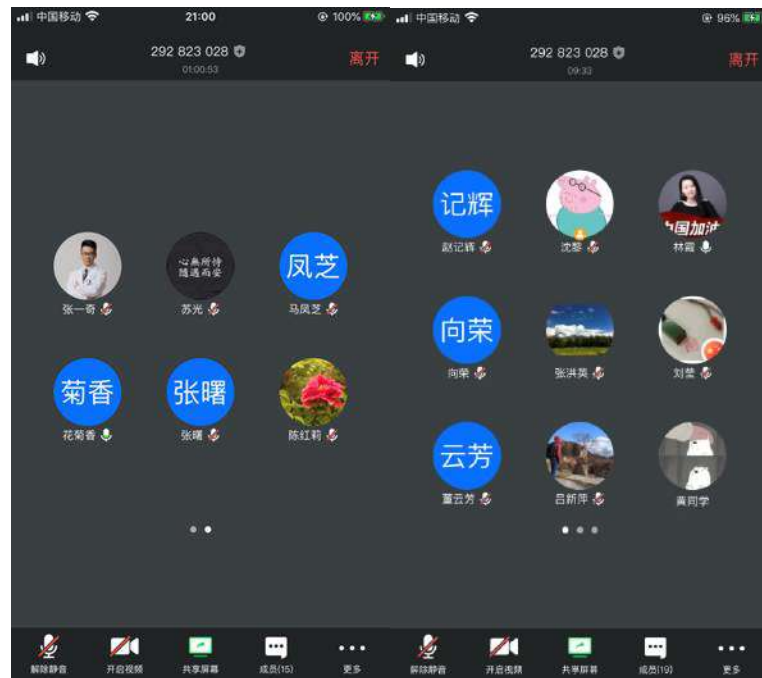 中国移动 21:00 100%
292 823 028
01:00:53
离开
心無所恃
隨遇而安
凤芝
张一奇 苏光 马凤芝
菊香 张曙
花菊香 张曙 陈红莉
解除静音 开启视频 共享屏幕 成员(15) 更多
中国移动 96%
292 823 028
09:33
离开
记辉
中国加油
赵记辉 沈黎 林霞
向荣
向荣 张洪英 刘莹
云芳
董云芳 吕新萍 黄同学
解除静音 开启视频 共享屏幕 成员(19) 更多